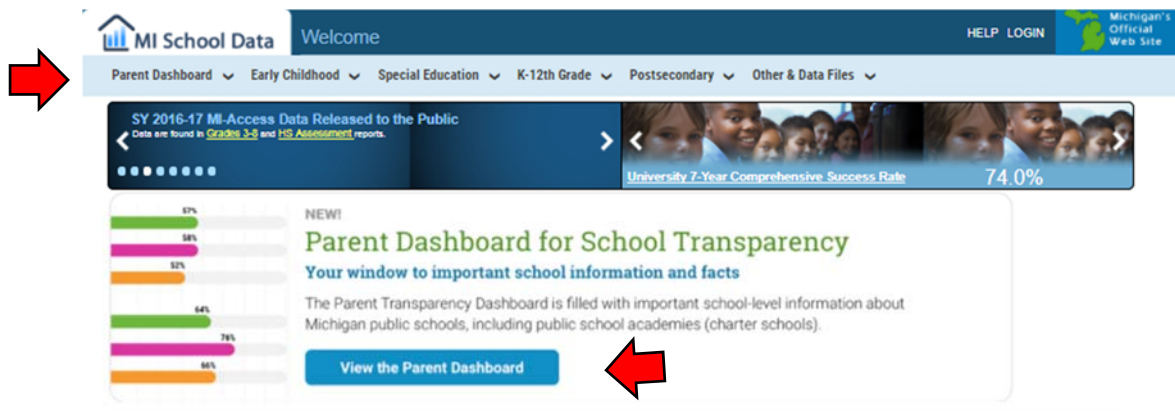 MI School Data
Welcome
HELP LOGIN
Michigan's
Official
Web Site
Parent Dashboard Early Childhood Special Education K-12th Grade Postsecondary Other & Data Files
SY 2016-17 MI-Access Data Released to the Public
Data are found in Grades 3-8 and HS Assessment reports.
University 7-Year Comprehensive Success Rate 74.0%
57%
58%
52%
64%
76%
66%
NEW!
Parent Dashboard for School Transparency
Your window to important school information and facts
The Parent Transparency Dashboard is filled with important school-level information about
Michigan public schools, including public school academies (charter schools).
View the Parent Dashboard